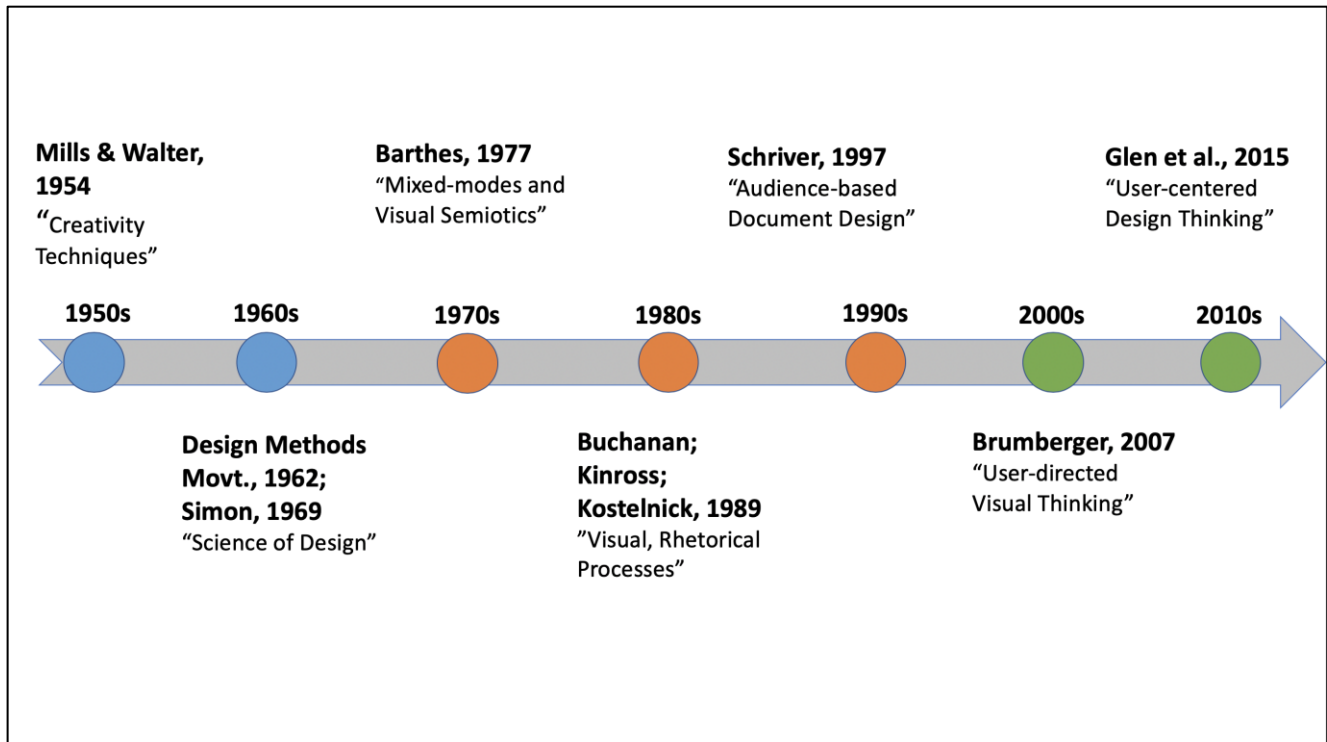 Mills & Walter,
1954
“Creativity
Techniques”
Barthes, 1977
“Mixed-modes and
Visual Semiotics”
Schriver, 1997
“Audience-based
Document Design”
Glen et al., 2015
“User-centered
Design Thinking”
1950s
1960s
1970s
1980s
1990s
2000s
2010s
Design Methods
Movt., 1962;
Simon, 1969
“Science of Design”
Buchanan;
Kinross;
Kostelnick, 1989
”Visual, Rhetorical
Processes”
Brumberger, 2007
“User-directed
Visual Thinking”